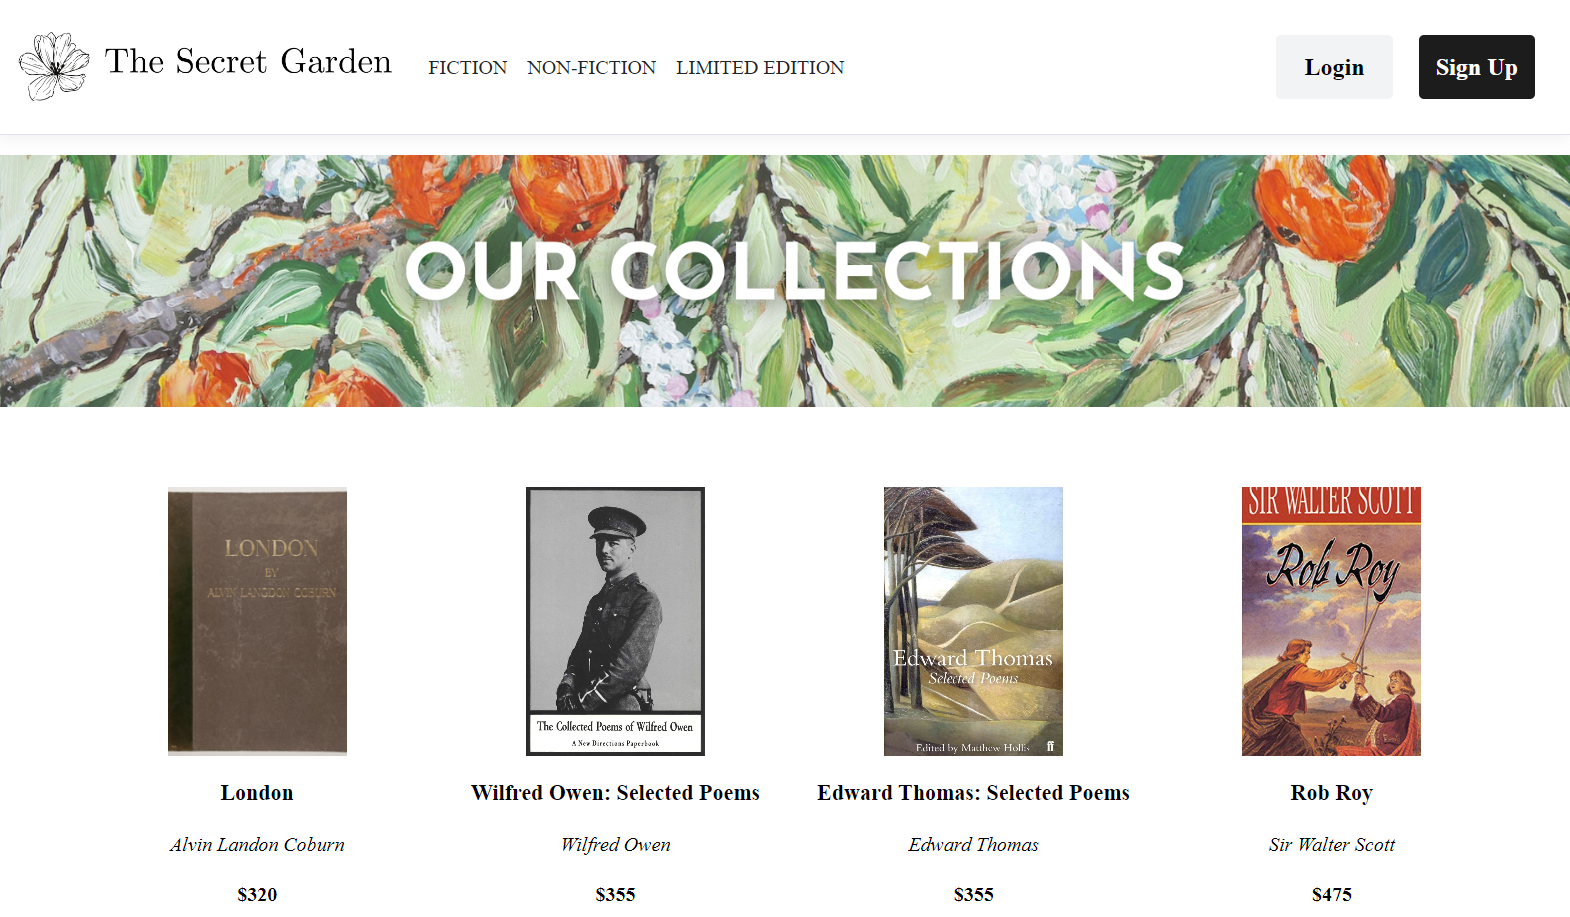 The Secret Garden
FICTION NON-FICTION LIMITED EDITION
Login
Sign Up
OUR COLLECTIONS
LONDON
BY
ALVIN LANGDON COBURN
The Collected Poems of Wilfred Owen
A New Directions Paperbook
Edward Thomas
Selected Poems
Edited by Matthew Hollis
ff
SIR WALTER SCOTT
Rob Roy
London
Alvin Landon Coburn
$320
Wilfred Owen: Selected Poems
Wilfred Owen
$355
Edward Thomas: Selected Poems
Edward Thomas
$355
Rob Roy
Sir Walter Scott
$475